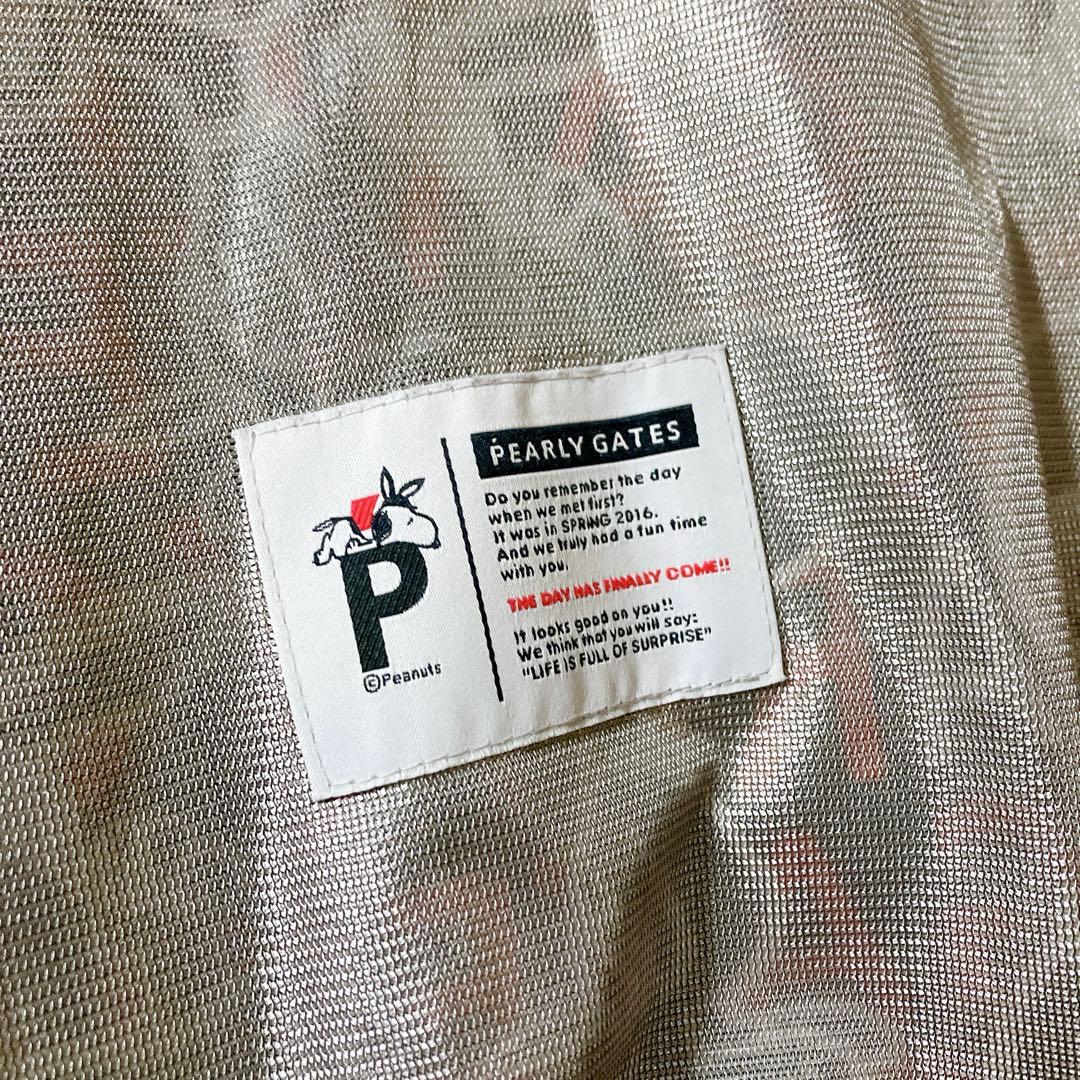 P
©Peanuts
PEARLY GATES
Do you remember the day
when we met first?
It was in SPRING 2016.
And we truly had a fun time
with you.
THE DAY HAS FINALLY COME!!
It looks good on you!!
We think that you will say:
"LIFE IS FULL OF SURPRISE"